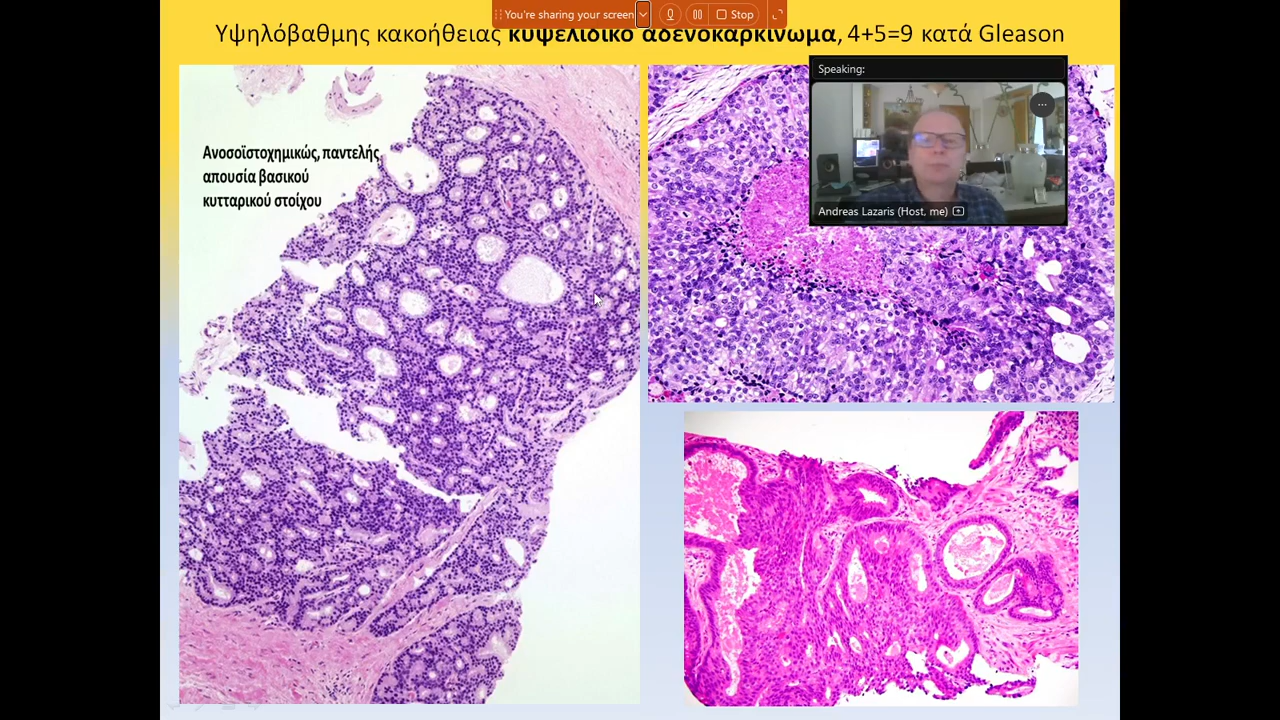 You're sharing your screen
Stop
Υψηλόβαθμης κακοήθειας κυψελιδικό αδενοκαρκίνωμα, 4+5=9 κατά Gleason
Speaking:
Andreas Lazaris (Host, me)
Ανοσοϊστοχημικώς, παντελής
απουσία βασικού
κυτταρικού στοίχου